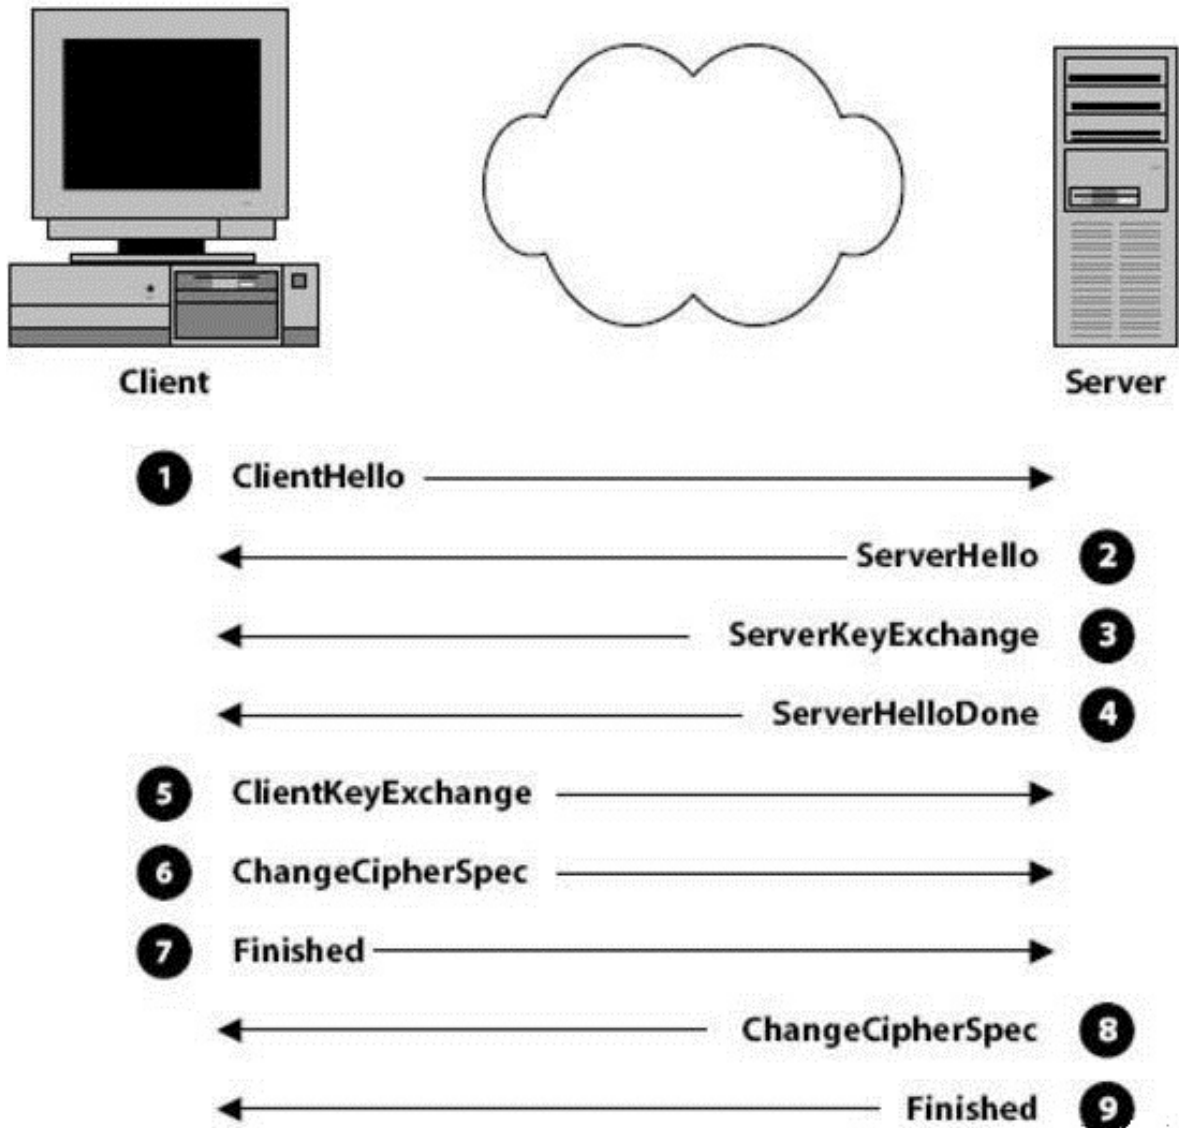 Client
Server
1 ClientHello
ServerHello 2
ServerKeyExchange 3
ServerHelloDone 4
5 ClientKeyExchange
6 ChangeCipherSpec
7 Finished
ChangeCipherSpec 8
Finished 9